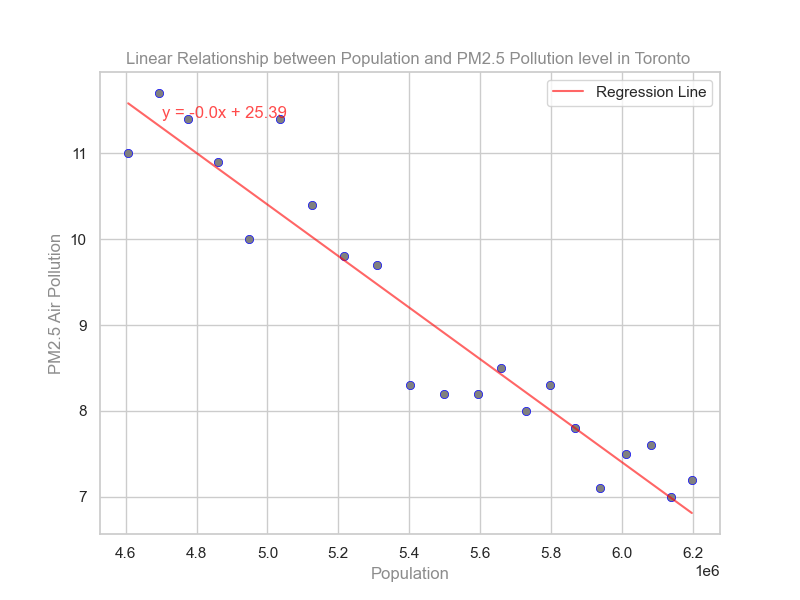 Linear Relationship between Population and PM2.5 Pollution level in Toronto
Regression Line
y = -0.0x + 25.39
PM2.5 Air Pollution
11
10
9
8
7
4.6 4.8 5.0 5.2 5.4 5.6 5.8 6.0 6.2
1e6
Population